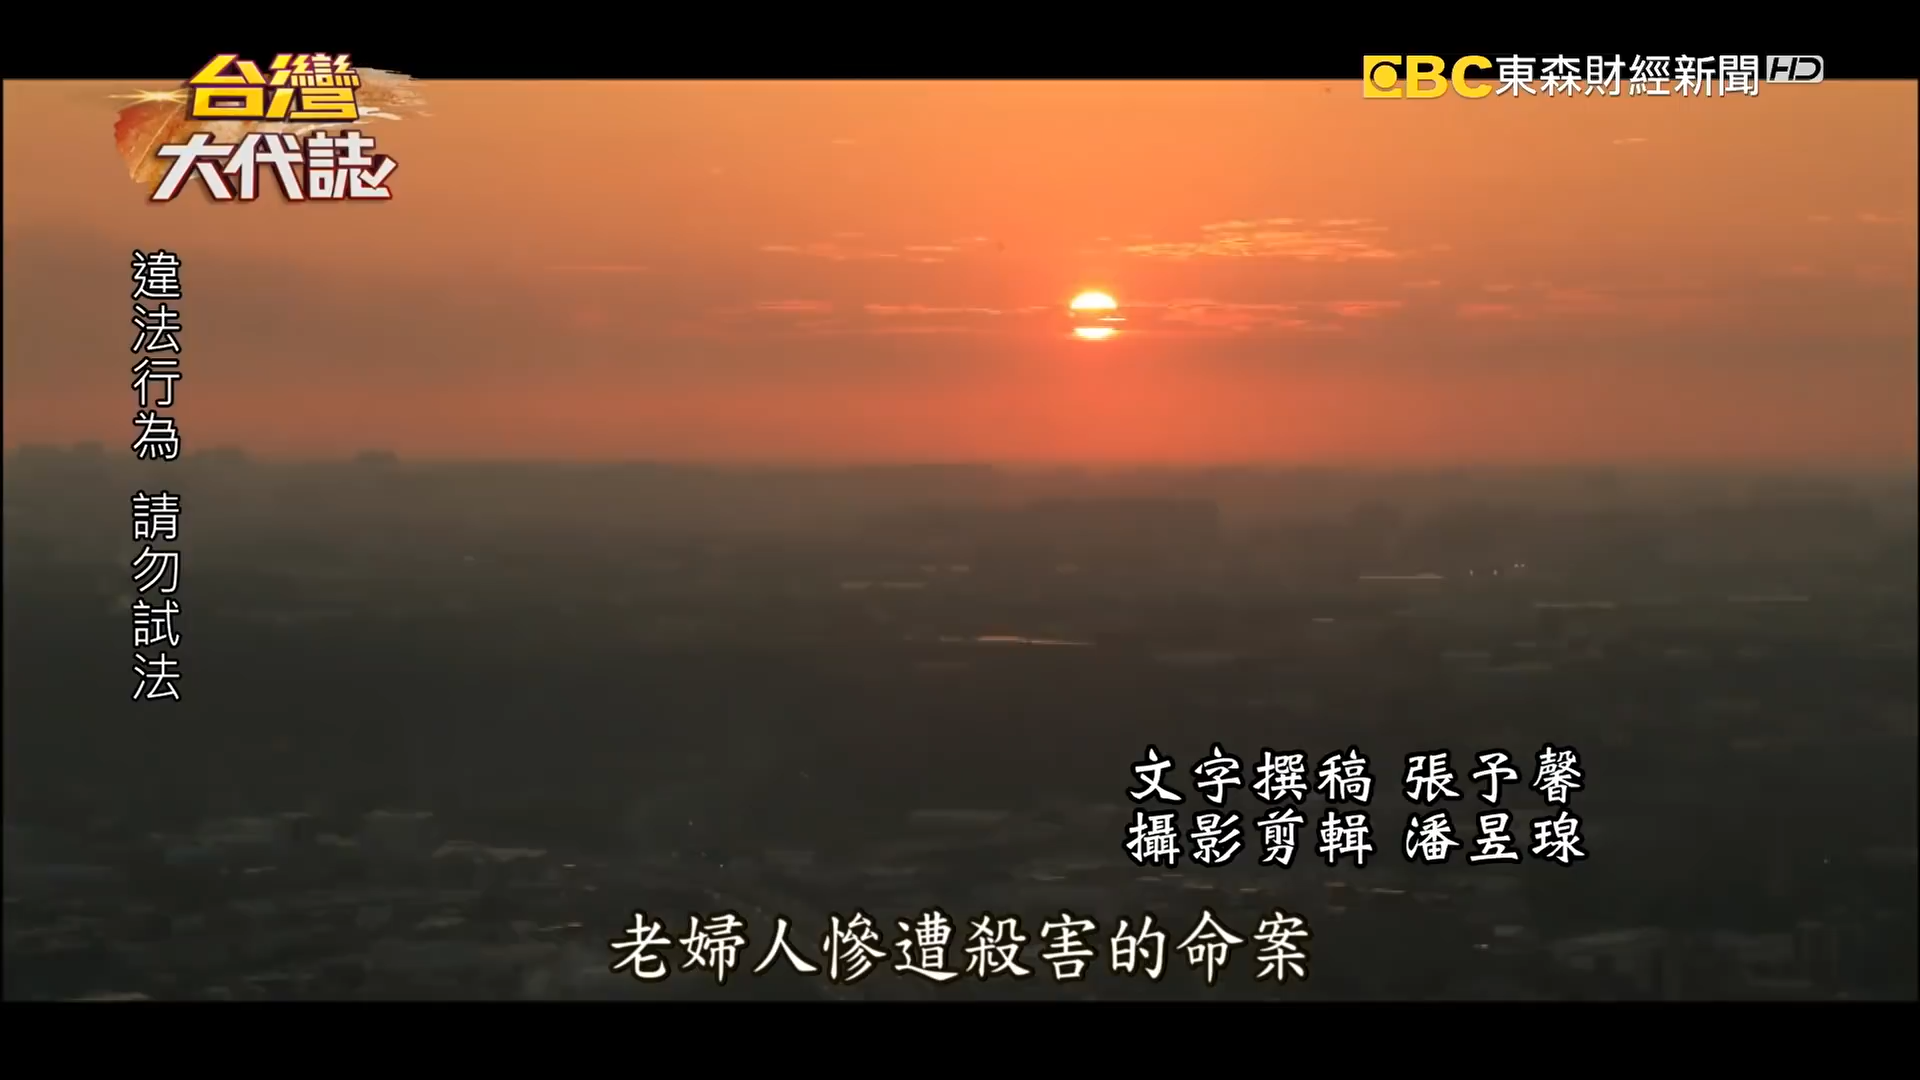 台灣
大代誌
EBC東森財經新聞HD
違法行為 請勿試法
文字撰稿 張予馨
攝影剪輯 潘昱瑔
老婦人慘遭殺害的命案